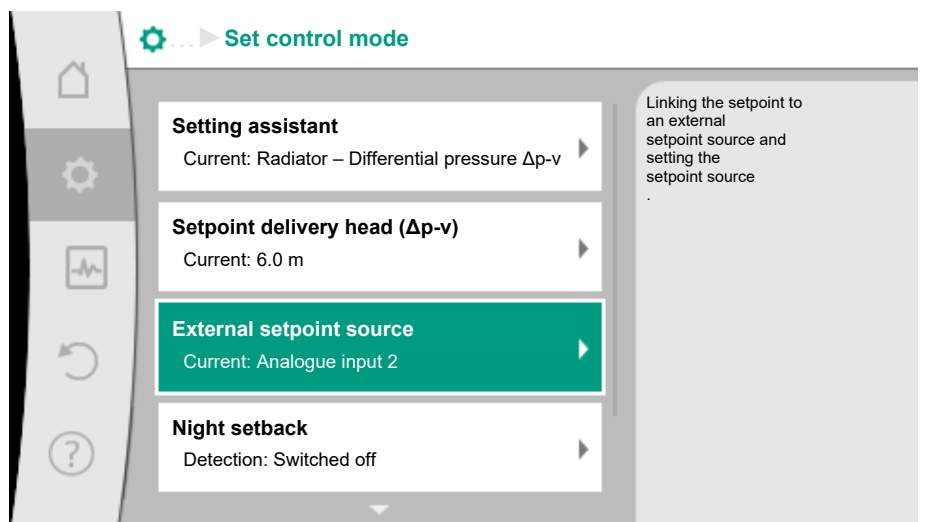 ... Set control mode
Setting assistant
Current: Radiator – Differential pressure Δp-v
Setpoint delivery head (Δp-v)
Current: 6.0 m
External setpoint source
Current: Analogue input 2
Night setback
Detection: Switched off
Linking the setpoint to
an external
setpoint source and
setting the
setpoint source
.
?